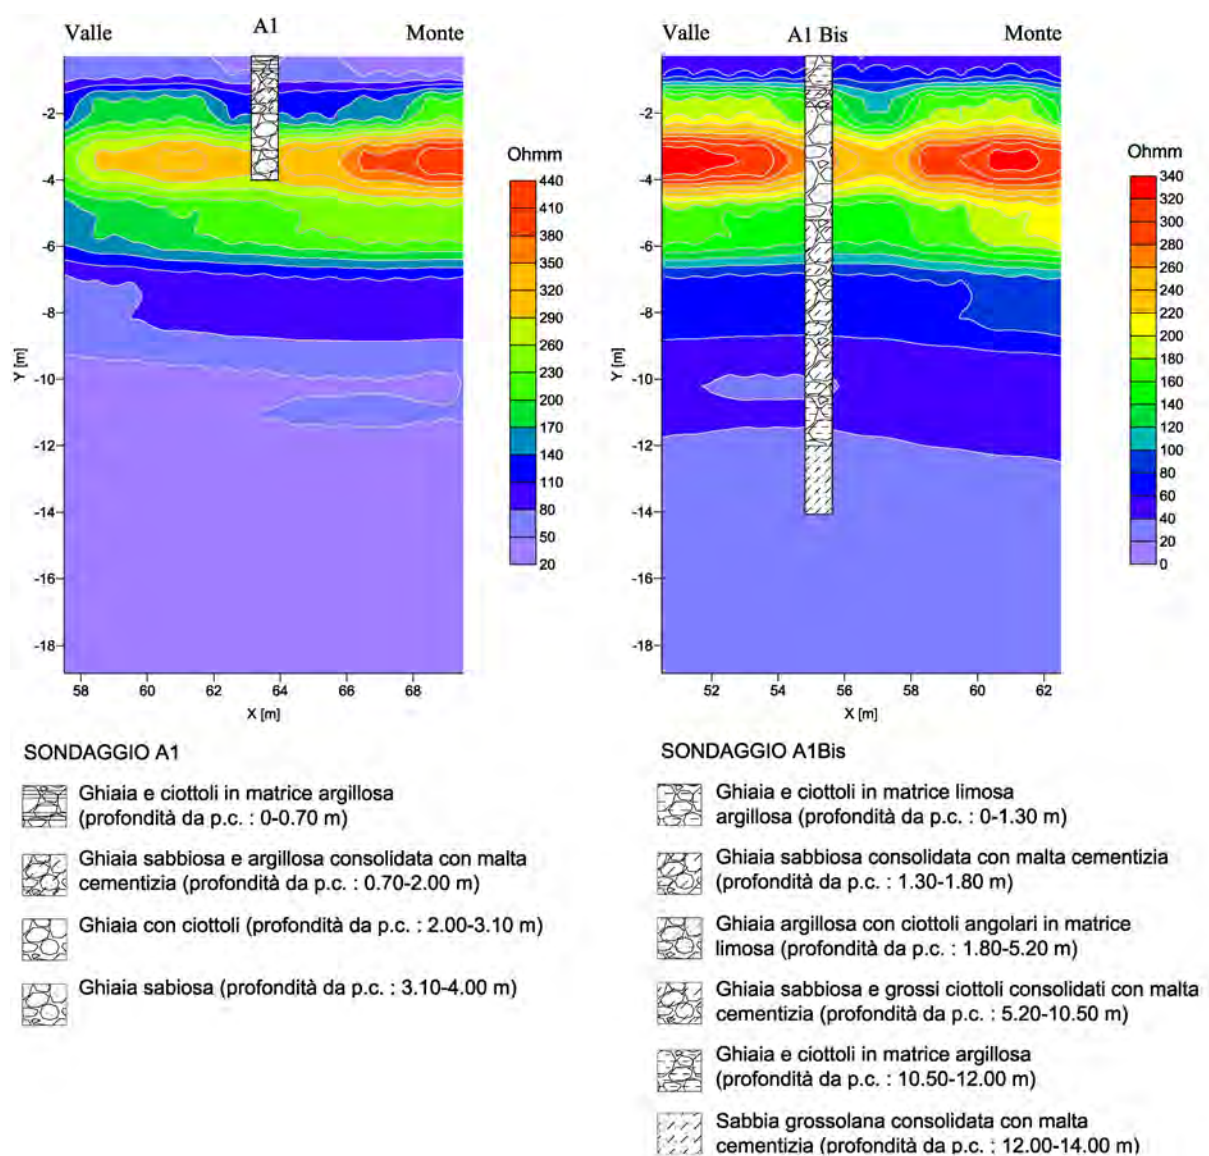 Valle
A1
Monte
Y [m]
-2
-4
-6
-8
-10
-12
-14
-16
-18
58
60
62
64
66
68
X [m]
Ohmm
440
410
380
350
320
290
260
230
200
170
140
110
80
50
20
Valle
A1 Bis
Monte
Y [m]
-2
-4
-6
-8
-10
-12
-14
-16
-18
52
54
56
58
60
62
X [m]
Ohmm
340
320
300
280
260
240
220
200
180
160
140
120
100
80
60
40
20
0
SONDAGGIO A1
Ghiaia e ciottoli in matrice argillosa
(profondità da p.c. : 0-0.70 m)
Ghiaia sabbiosa e argillosa consolidata con malta
cementizia (profondità da p.c. : 0.70-2.00 m)
Ghiaia con ciottoli (profondità da p.c. : 2.00-3.10 m)
Ghiaia sabiosa (profondità da p.c. : 3.10-4.00 m)
SONDAGGIO A1Bis
Ghiaia e ciottoli in matrice limosa
argillosa (profondità da p.c. : 0-1.30 m)
Ghiaia sabbiosa consolidata con malta cementizia
(profondità da p.c. : 1.30-1.80 m)
Ghiaia argillosa con ciottoli angolari in matrice
limosa (profondità da p.c. : 1.80-5.20 m)
Ghiaia sabbiosa e grossi ciottoli consolidati con malta
cementizia (profondità da p.c. : 5.20-10.50 m)
Ghiaia e ciottoli in matrice argillosa
(profondità da p.c. : 10.50-12.00 m)
Sabbia grossolana consolidata con malta
cementizia (profondità da p.c. : 12.00-14.00 m)